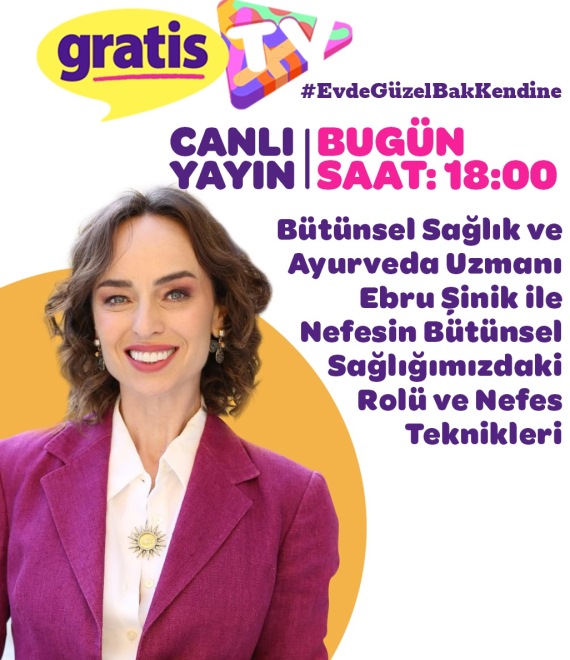 gratis
TV
#EvdeGüzelBakKendine
CANLI
YAYIN
BUGÜN
SAAT: 18:00
Bütünsel Sağlık ve
Ayurveda Uzmanı
Ebru Şinik ile
Nefesin Bütünsel
Sağlığımızdaki
Rolü ve Nefes
Teknikleri